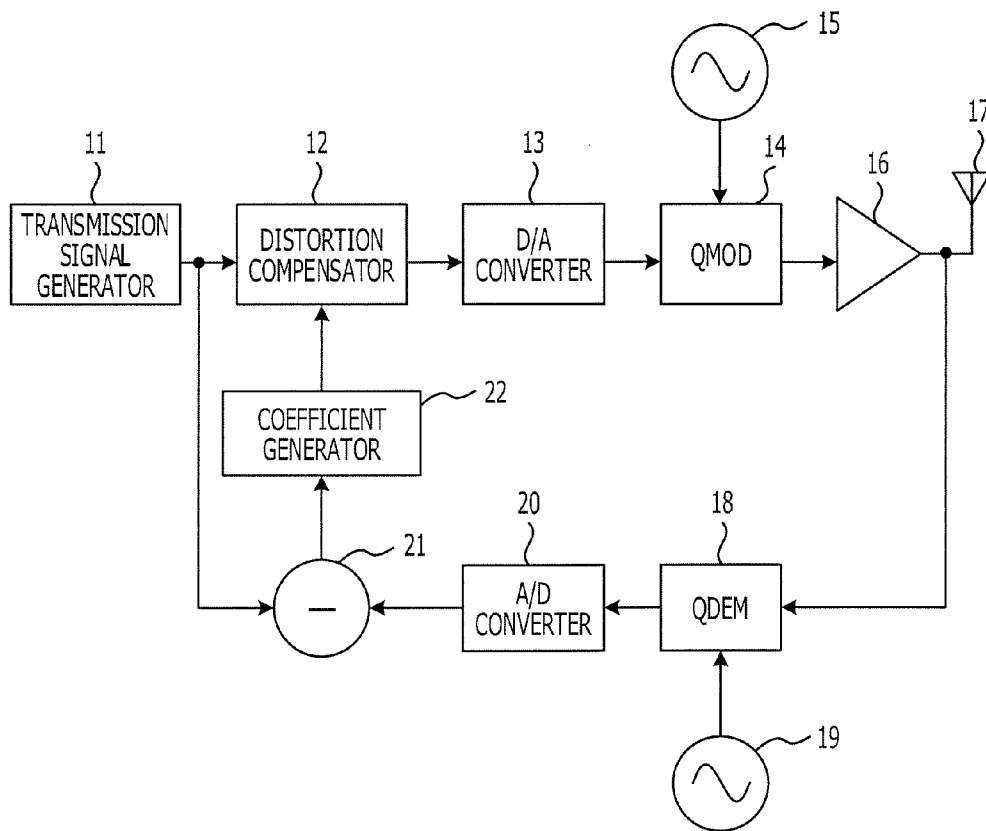 15
17
11
12
13
14
16
TRANSMISSION
SIGNAL
GENERATOR
DISTORTION
COMPENSATOR
D/A
CONVERTER
QMOD
COEFFICIENT
GENERATOR
22
20
18
21
−
A/D
CONVERTER
QDEM
19